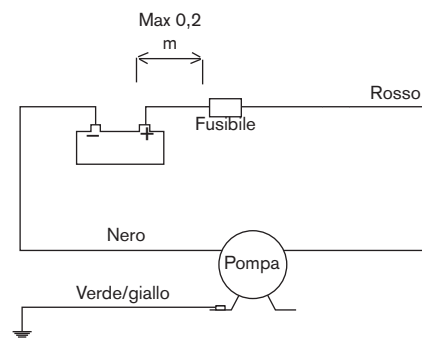 Max 0,2
m
Rosso
Fusibile
− +
Nero
Pompa
Verde/giallo